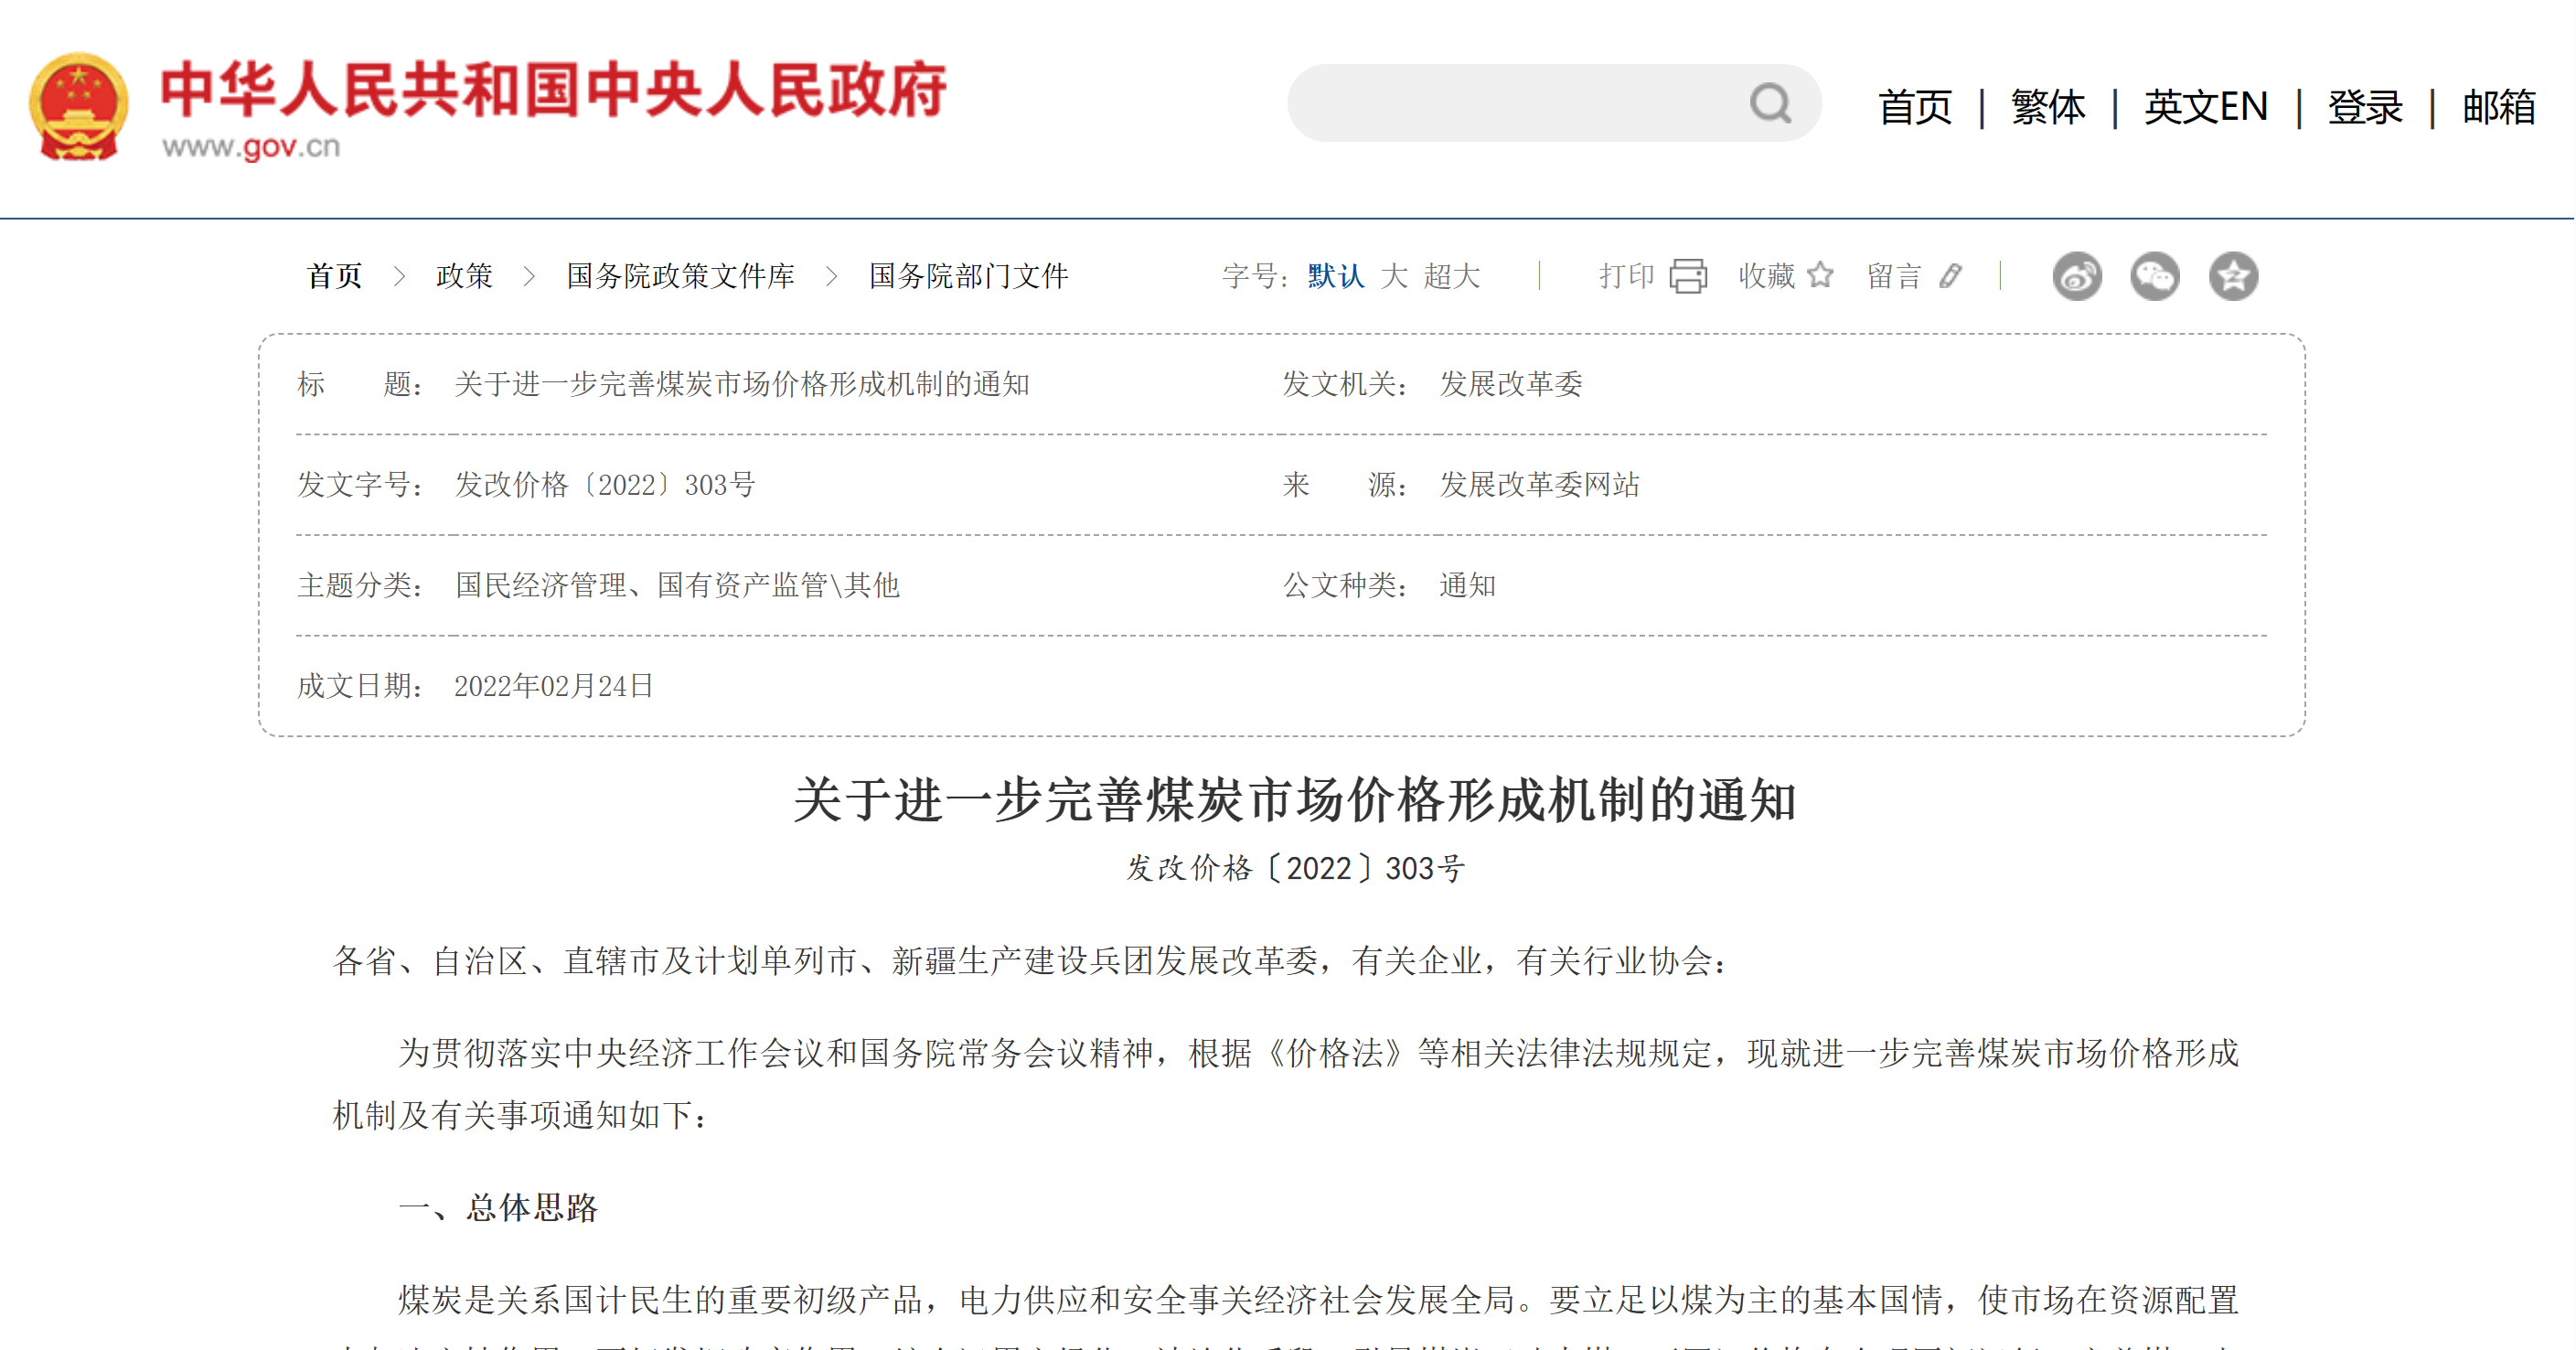 中华人民共和国中央人民政府
www.gov.cn
首页 | 繁体 | 英文EN | 登录 | 邮箱
首页 > 政策 > 国务院政策文件库 > 国务院部门文件
字号：默认 大 超大 | 打印 收藏 留言 |
标 题： 关于进一步完善煤炭市场价格形成机制的通知 发文机关： 发展改革委
发文字号： 发改价格〔2022〕303号 来 源： 发展改革委网站
主题分类： 国民经济管理、国有资产监管\其他 公文种类： 通知
成文日期： 2022年02月24日
关于进一步完善煤炭市场价格形成机制的通知
发改价格〔2022〕303号
各省、自治区、直辖市及计划单列市、新疆生产建设兵团发展改革委，有关企业，有关行业协会：
为贯彻落实中央经济工作会议和国务院常务会议精神，根据《价格法》等相关法律法规规定，现就进一步完善煤炭市场价格形成
机制及有关事项通知如下：
一、总体思路
煤炭是关系国计民生的重要初级产品，电力供应和安全事关经济社会发展全局。要立足以煤为主的基本国情，使市场在资源配置